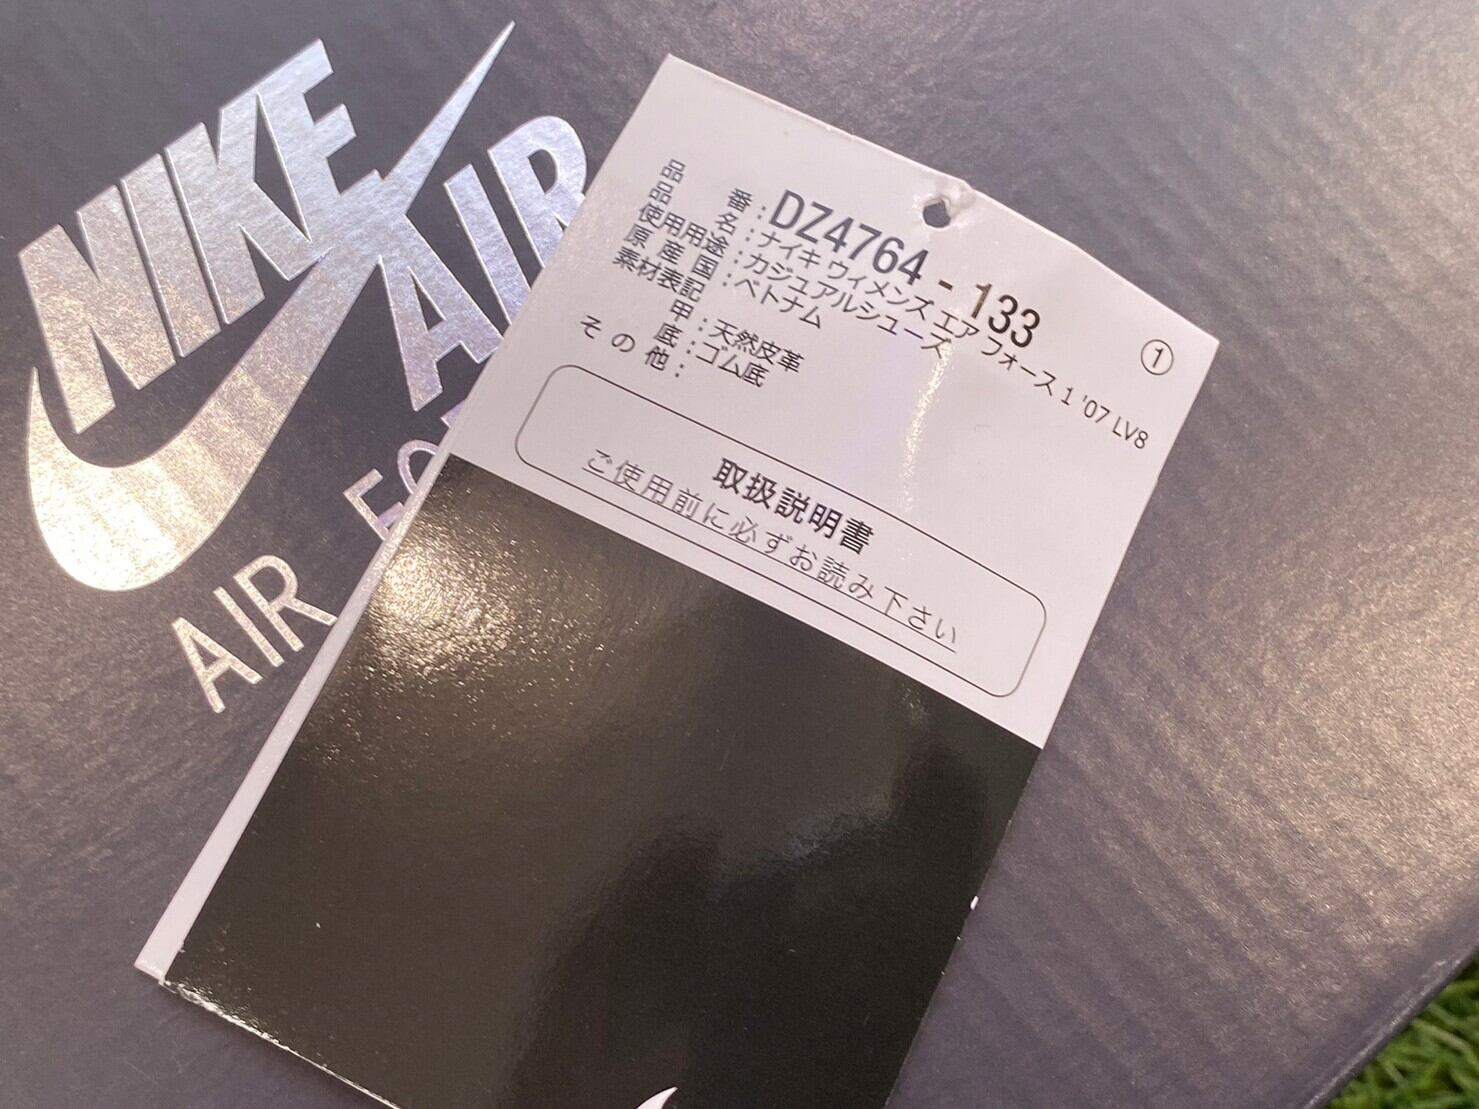 NIKE
AIR
FO
AIR
①
品番:DZ4764-133
品名:ナイキ ウィメンズ エア フォース 1 '07 LV8
使用用途:カジュアルシューズ
原産国:ベトナム
素材表記
甲:天然皮革
底:ゴム底
その他:
取扱説明書
ご使用前に必ずお読み下さい